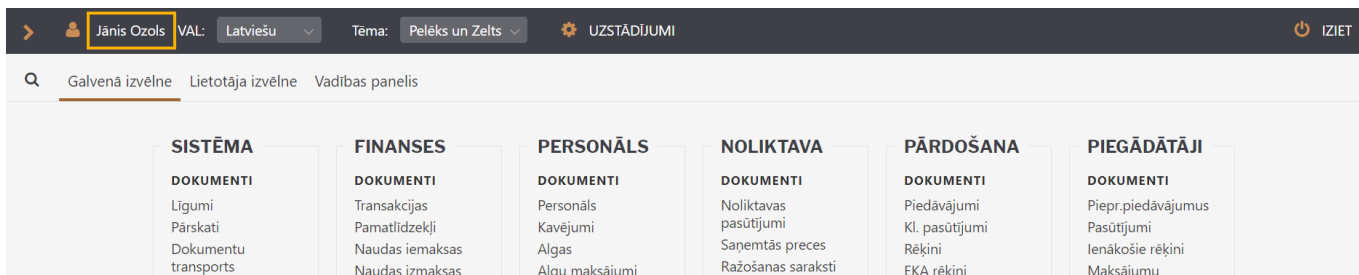 Jānis Ozols VAL: Latviešu Tēma: Pelēks un Zelts UZSTĀDĪJUMI IZIET
Galvenā izvēlne Lietotāja izvēlne Vadības panelis
SISTĒMA
DOKUMENTI
Līgumi
Pārskati
Dokumentu
transports
FINANSES
DOKUMENTI
Transakcijas
Pamatlīdzekļi
Naudas iemaksas
Naudas izmaksas
PERSONĀLS
DOKUMENTI
Personāls
Kavējumi
Algas
Algu maksājumi
NOLIKTAVA
DOKUMENTI
Noliktavas
pasūtījumi
Saņemtās preces
Ražošanas saraksti
PĀRDOŠANA
DOKUMENTI
Piedāvājumi
Kl. pasūtījumi
Rēķini
EKA rēķini
PIEGĀDĀTĀJI
DOKUMENTI
Piepr.piedāvājumus
Pasūtījumi
Ienākošie rēķini
Maksājumu